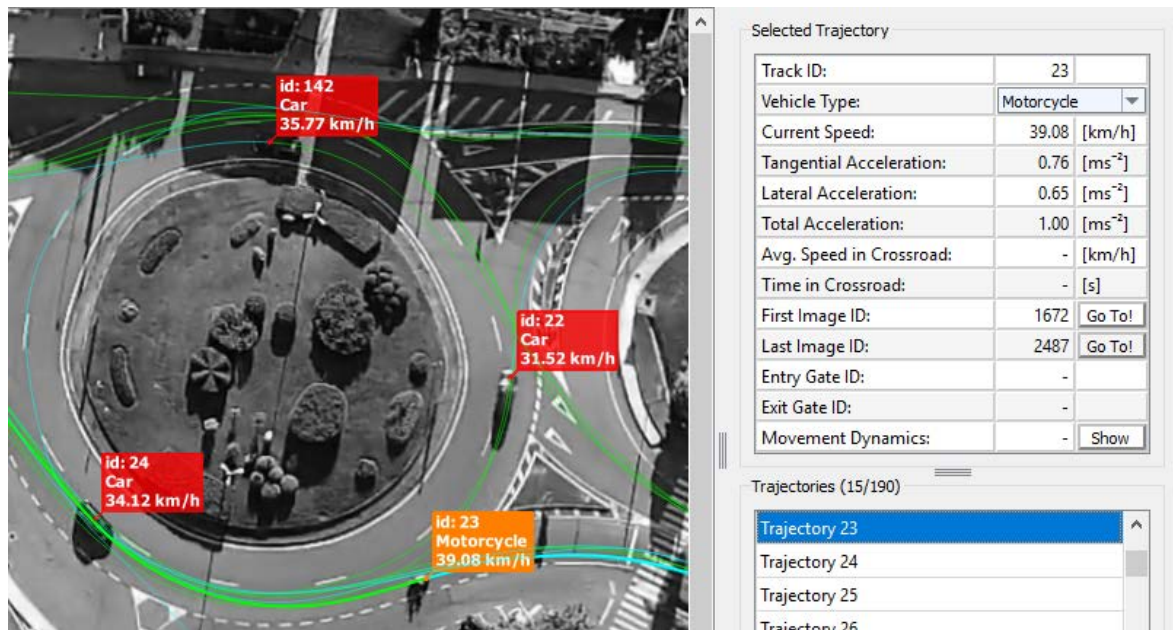 id: 142
Car
35.77 km/h
id: 22
Car
31.52 km/h
id: 24
Car
34.12 km/h
id: 23
Motorcycle
39.08 km/h
Selected Trajectory
Track ID: 23
Vehicle Type: Motorcycle
Current Speed: 39.08 [km/h]
Tangential Acceleration: 0.76 [ms⁻²]
Lateral Acceleration: 0.65 [ms⁻²]
Total Acceleration: 1.00 [ms⁻²]
Avg. Speed in Crossroad: - [km/h]
Time in Crossroad: - [s]
First Image ID: 1672 Go To!
Last Image ID: 2487 Go To!
Entry Gate ID: -
Exit Gate ID: -
Movement Dynamics: - Show
Trajectories (15/190)
Trajectory 23
Trajectory 24
Trajectory 25
Trajectory 26